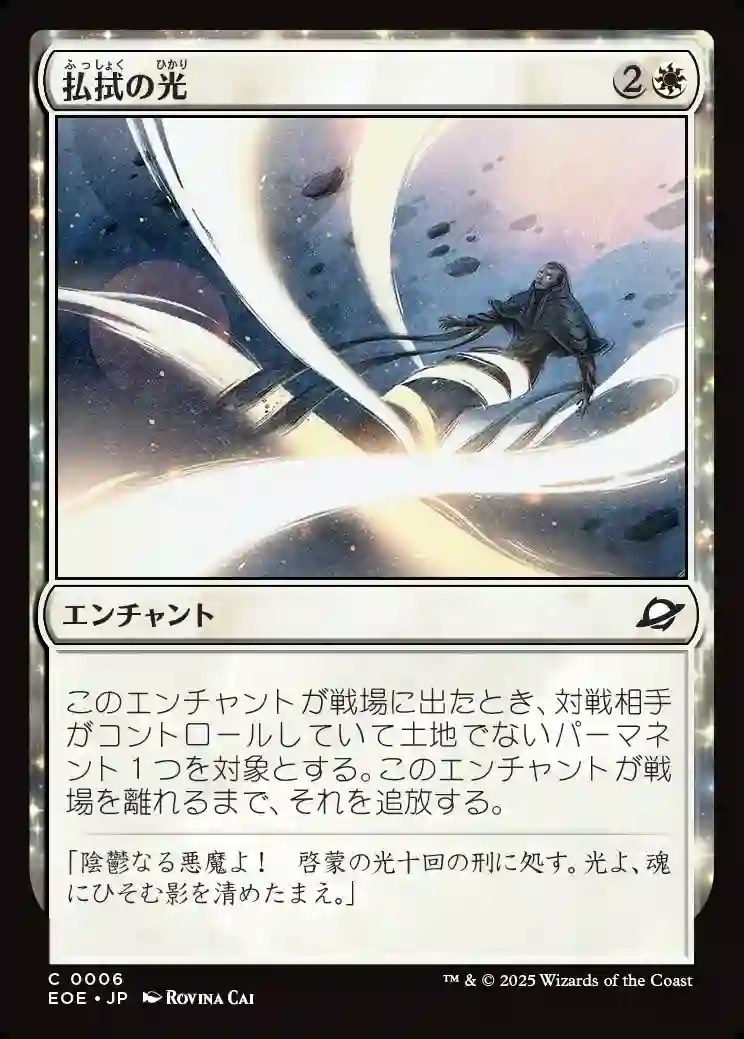 ふっしょく ひかり
払拭の光 2
エンチャント
このエンチャントが戦場に出たとき、対戦相手
がコントロールしていて土地でないパーマネ
ント1つを対象とする。このエンチャントが戦
場を離れるまで、それを追放する。
「陰鬱なる悪魔よ！　啓蒙の光十回の刑に処す。光よ、魂
にひそむ影を清めたまえ。」
C 0006
EOE • JP Rovina Cai
™ & © 2025 Wizards of the Coast